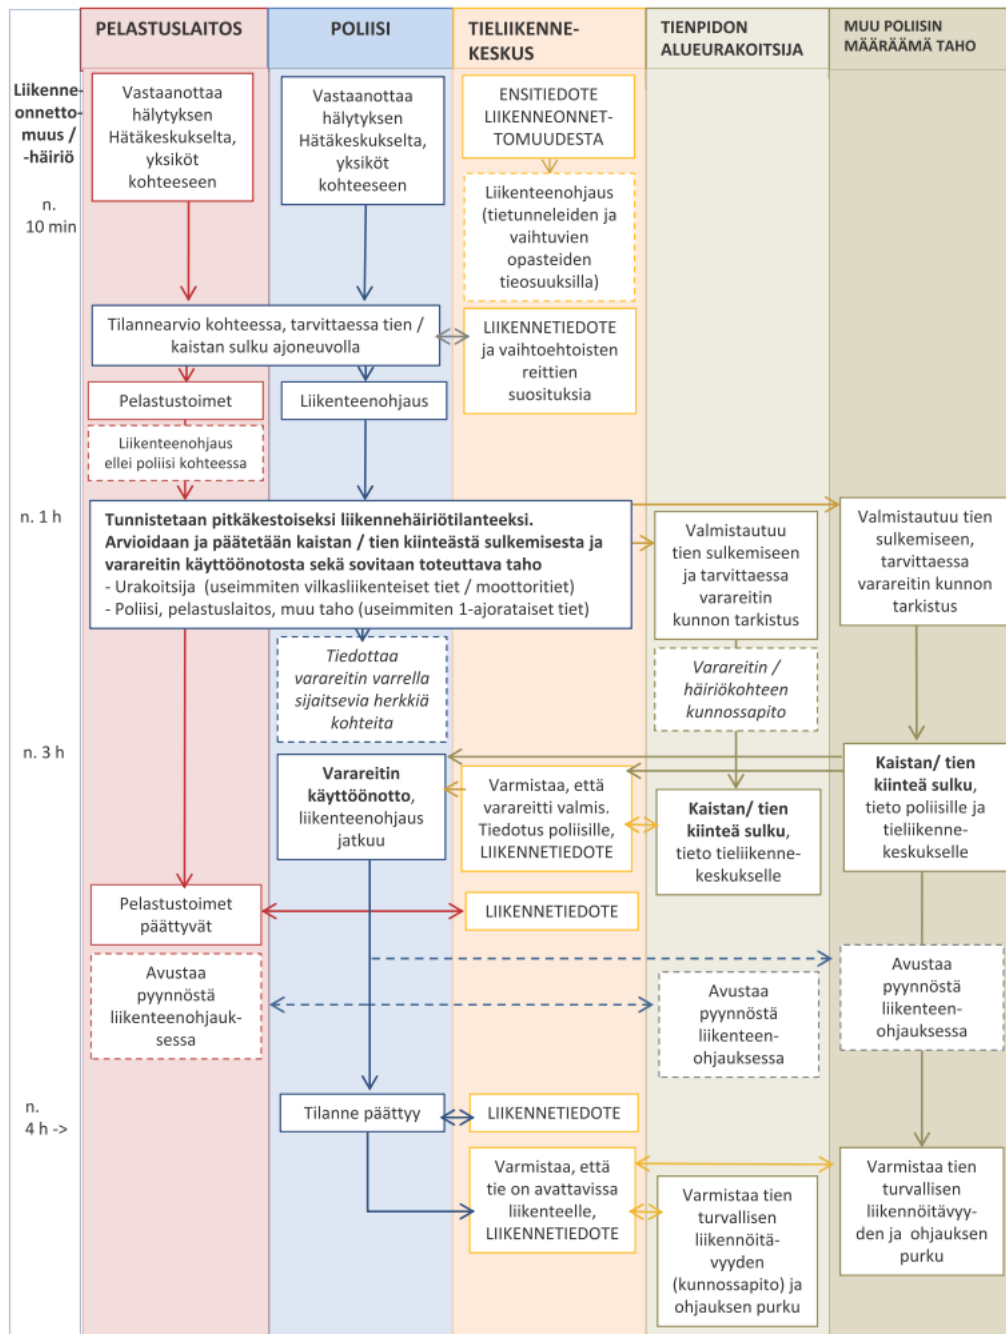 PELASTUSLAITOS
POLIISI
TIELIIKENNE-
KESKUS
TIENPIDON
ALUEURAKOITSIJA
MUU POLIISIN
MÄÄRÄÄMÄ TAHO
Liikenne-
onnetto-
muus /
-häiriö
n.
10 min
Vastaanottaa
hälytyksen
Hätäkeskukselta,
yksiköt
kohteeseen
Vastaanottaa
hälytyksen
Hätäkeskukselta,
yksiköt
kohteeseen
ENSITIEDOTE
LIIKENNEONNET-
TOMUUDESTA
Liikenteenohjaus
(tietunneleiden ja
vaihtuvien
opasteiden
tieosuuksilla)
Tilannearvio kohteessa, tarvittaessa tien /
kaistan sulku ajoneuvolla
LIIKENNETIEDOTE
ja vaihtoehtoisten
reittien
suosituksia
Pelastustoimet
Liikenteenohjaus
Liikenteenohjaus
ellei poliisi kohteessa
n. 1 h
Tunnistetaan pitkäkestoiseksi liikennehäiriötilanteeksi.
Arvioidaan ja päätetään kaistan / tien kiinteästä sulkemisesta ja
varareitin käyttöönotosta sekä sovitaan toteuttava taho
- Urakoitsija (useimmiten vilkasliikenteiset tiet / moottoritiet)
- Poliisi, pelastuslaitos, muu taho (useimmiten 1-ajorataiset tiet)
Valmistautuu
tien sulkemiseen
ja tarvittaessa
varareitin
kunnon tarkistus
Valmistautuu tien
sulkemiseen,
tarvittaessa
varareitin kunnon
tarkistus
Tiedottaa
varareitin varrella
sijaitsevia herkkiä
kohteita
Varareitin /
häiriökohteen
kunnossapito
n. 3 h
Varareitin
käyttöönotto,
liikenteenohjaus
jatkuu
Varmistaa, että
varareitti valmis.
Tiedotus poliisille,
LIIKENNETIEDOTE
Kaistan/ tien
kiinteä sulku,
tieto tieliikenne-
keskukselle
Kaistan/ tien
kiinteä sulku,
tieto poliisille ja
tieliikenne-
keskukselle
Pelastustoimet
päättyvät
LIIKENNETIEDOTE
Avustaa
pyynnöstä
liikenteenohjauk-
sessa
Avustaa
pyynnöstä
liikenteen-
ohjauksessa
Avustaa
pyynnöstä
liikenteen-
ohjauksessa
n.
4 h ->
Tilanne päättyy
LIIKENNETIEDOTE
Varmistaa, että
tie on avattavissa
liikenteelle,
LIIKENNETIEDOTE
Varmistaa tien
turvallisen
liikennöitä-
vyyden
(kunnossapito) ja
ohjauksen purku
Varmistaa tien
turvallisen
liikennöitävyy-
den ja ohjauksen
purku